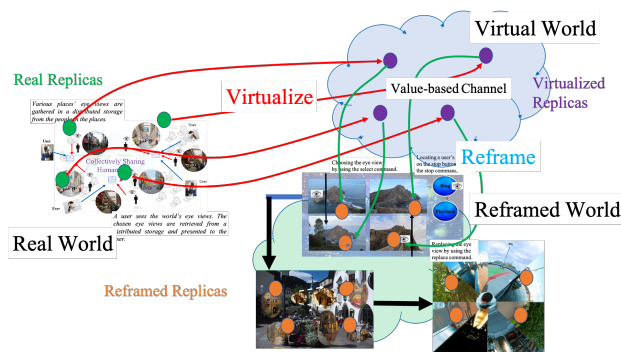 Virtual World
Real Replicas
Virtualize
Value-based Channel
Virtualized
Replicas
Various places' eye views are
gathered in a distributed storage
from the people in the places.
User
User
User
Collectively Sharing
Human
Choosing the eye view
by using the select command.
Locating a user's
on the stop button
the stop comman.
Reframe
Stop
Playback
Reframed World
A user sees the world's eye views. The
chosen eye views are retrieved from a
distributed storage and presented to the
user.
Real World
Replacing the eye
view by using the
replace command.
Reframed Replicas